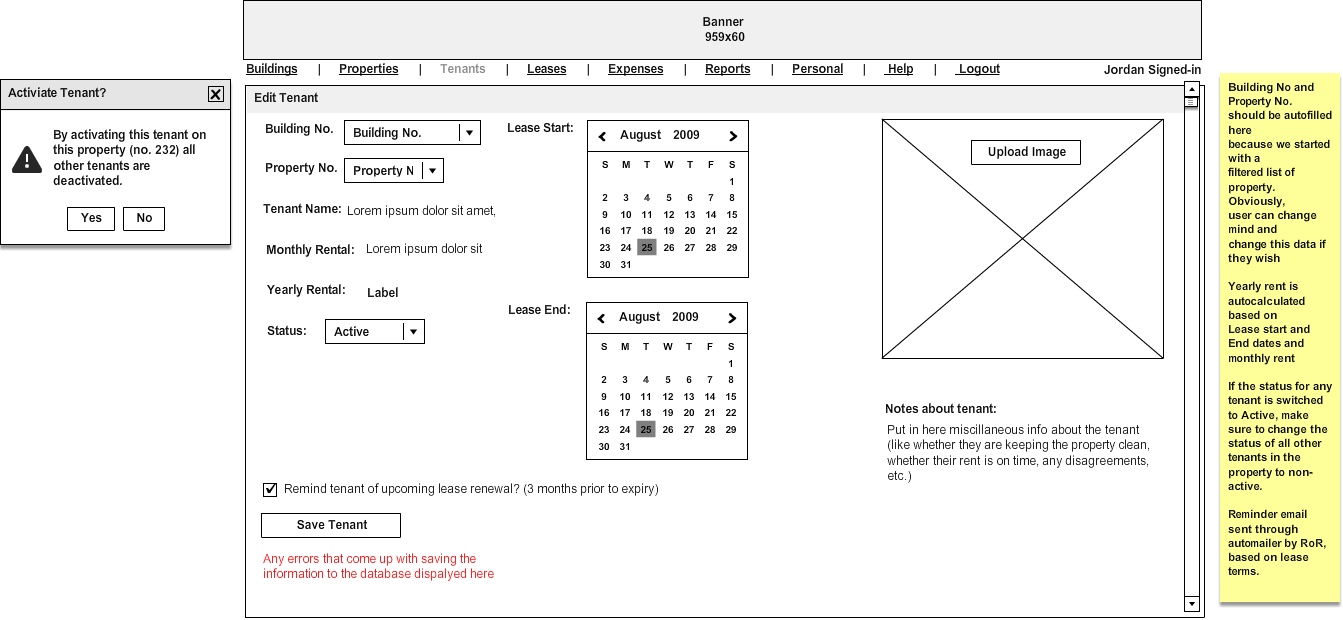 Banner
959x60
Buildings | Properties | Tenants | Leases | Expenses | Reports | Personal | Help | Logout
Jordan Signed-in
Activiate Tenant?
By activating this tenant on
this property (no. 232) all
other tenants are
deactivated.
Yes No
Edit Tenant
Building No. Building No.
Property No. Property N
Tenant Name: Lorem ipsum dolor sit amet,
Monthly Rental: Lorem ipsum dolor sit
Yearly Rental: Label
Status: Active
Lease Start:
August 2009
S M T W T F S
1
2 3 4 5 6 7 8
9 10 11 12 13 14 15
16 17 18 19 20 21 22
23 24 25 26 27 28 29
30 31
Lease End:
August 2009
S M T W T F S
1
2 3 4 5 6 7 8
9 10 11 12 13 14 15
16 17 18 19 20 21 22
23 24 25 26 27 28 29
30 31
Upload Image
Notes about tenant:
Put in here miscillaneous info about the tenant
(like whether they are keeping the property clean,
whether their rent is on time, any disagreements,
etc.)
Remind tenant of upcoming lease renewal? (3 months prior to expiry)
Save Tenant
Any errors that come up with saving the
information to the database dispalyed here
Building No and
Property No.
should be autofilled
here
because we started
with a
filtered list of
property.
Obviously,
user can change
mind and
change this data if
they wish
Yearly rent is
autocalculated
based on
Lease start and
End dates and
monthly rent
If the status for any
tenant is switched
to Active, make
sure to change the
status of all other
tenants in the
property to non-
active.
Reminder email
sent through
automailer by RoR,
based on lease
terms.